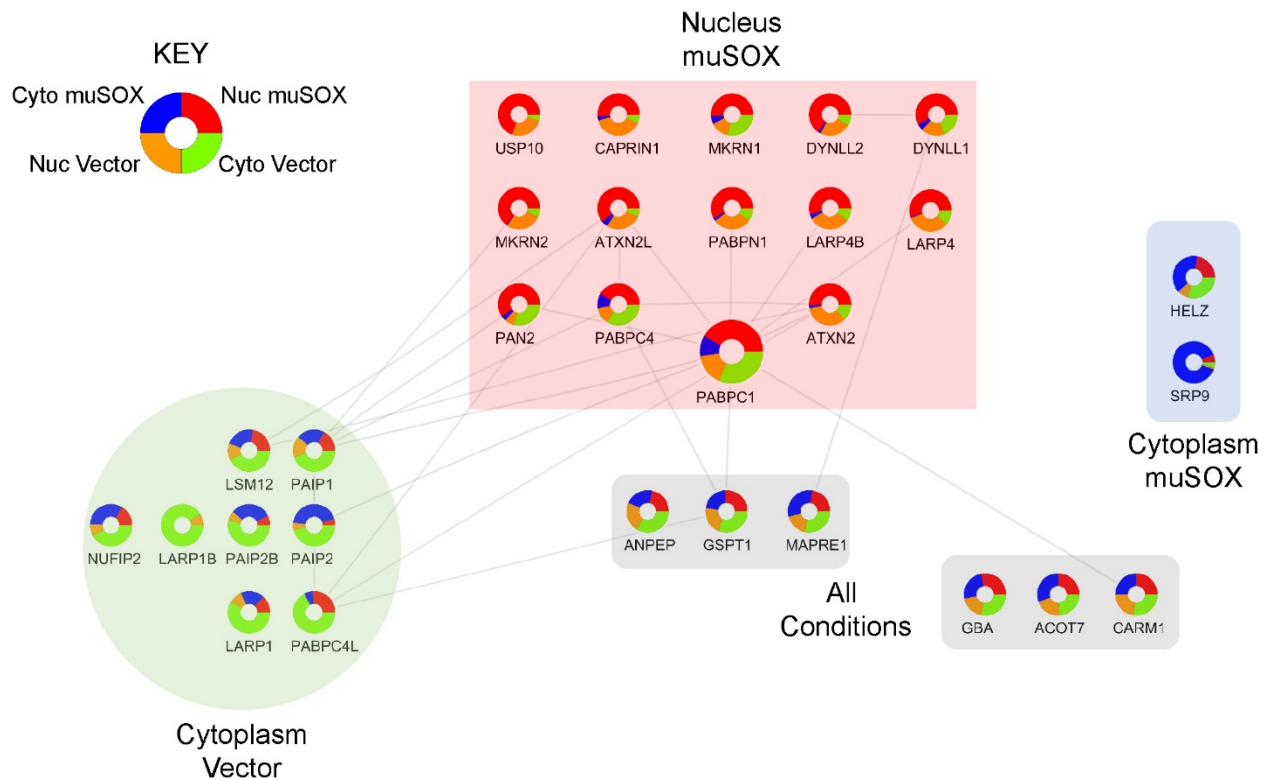 Nucleus
muSOX
KEY
Cyto muSOX
Nuc muSOX
Nuc Vector
Cyto Vector
USP10
CAPRIN1
MKRN1
DYNLL2
DYNLL1
MKRN2
ATXN2L
PABPN1
LARP4B
LARP4
PAN2
PABPC4
ATXN2
PABPC1
HELZ
SRP9
Cytoplasm
muSOX
LSM12
PAIP1
NUFIP2
LARP1B
PAIP2B
PAIP2
LARP1
PABPC4L
Cytoplasm
Vector
ANPEP
GSPT1
MAPRE1
All
Conditions
GBA
ACOT7
CARM1